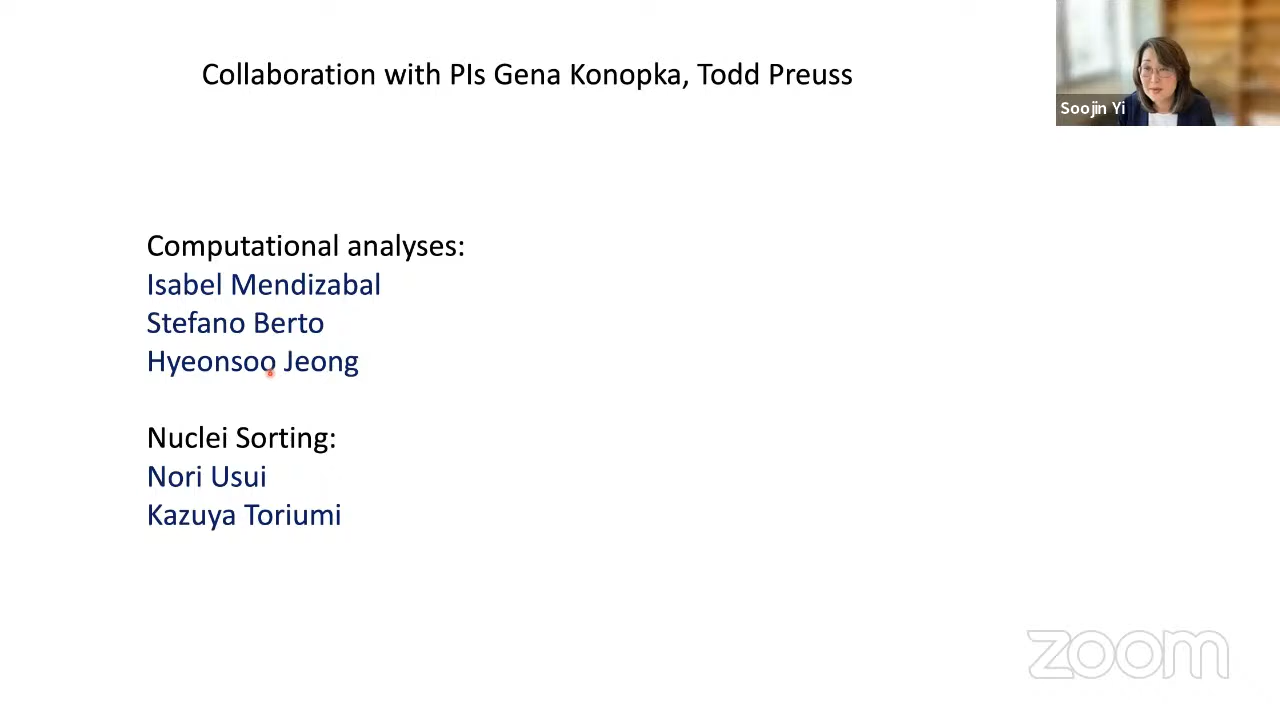 Collaboration with PIs Gena Konopka, Todd Preuss
Soojin Yi
Computational analyses:
Isabel Mendizabal
Stefano Berto
Hyeonsoo Jeong
Nuclei Sorting:
Nori Usui
Kazuya Toriumi
zoom